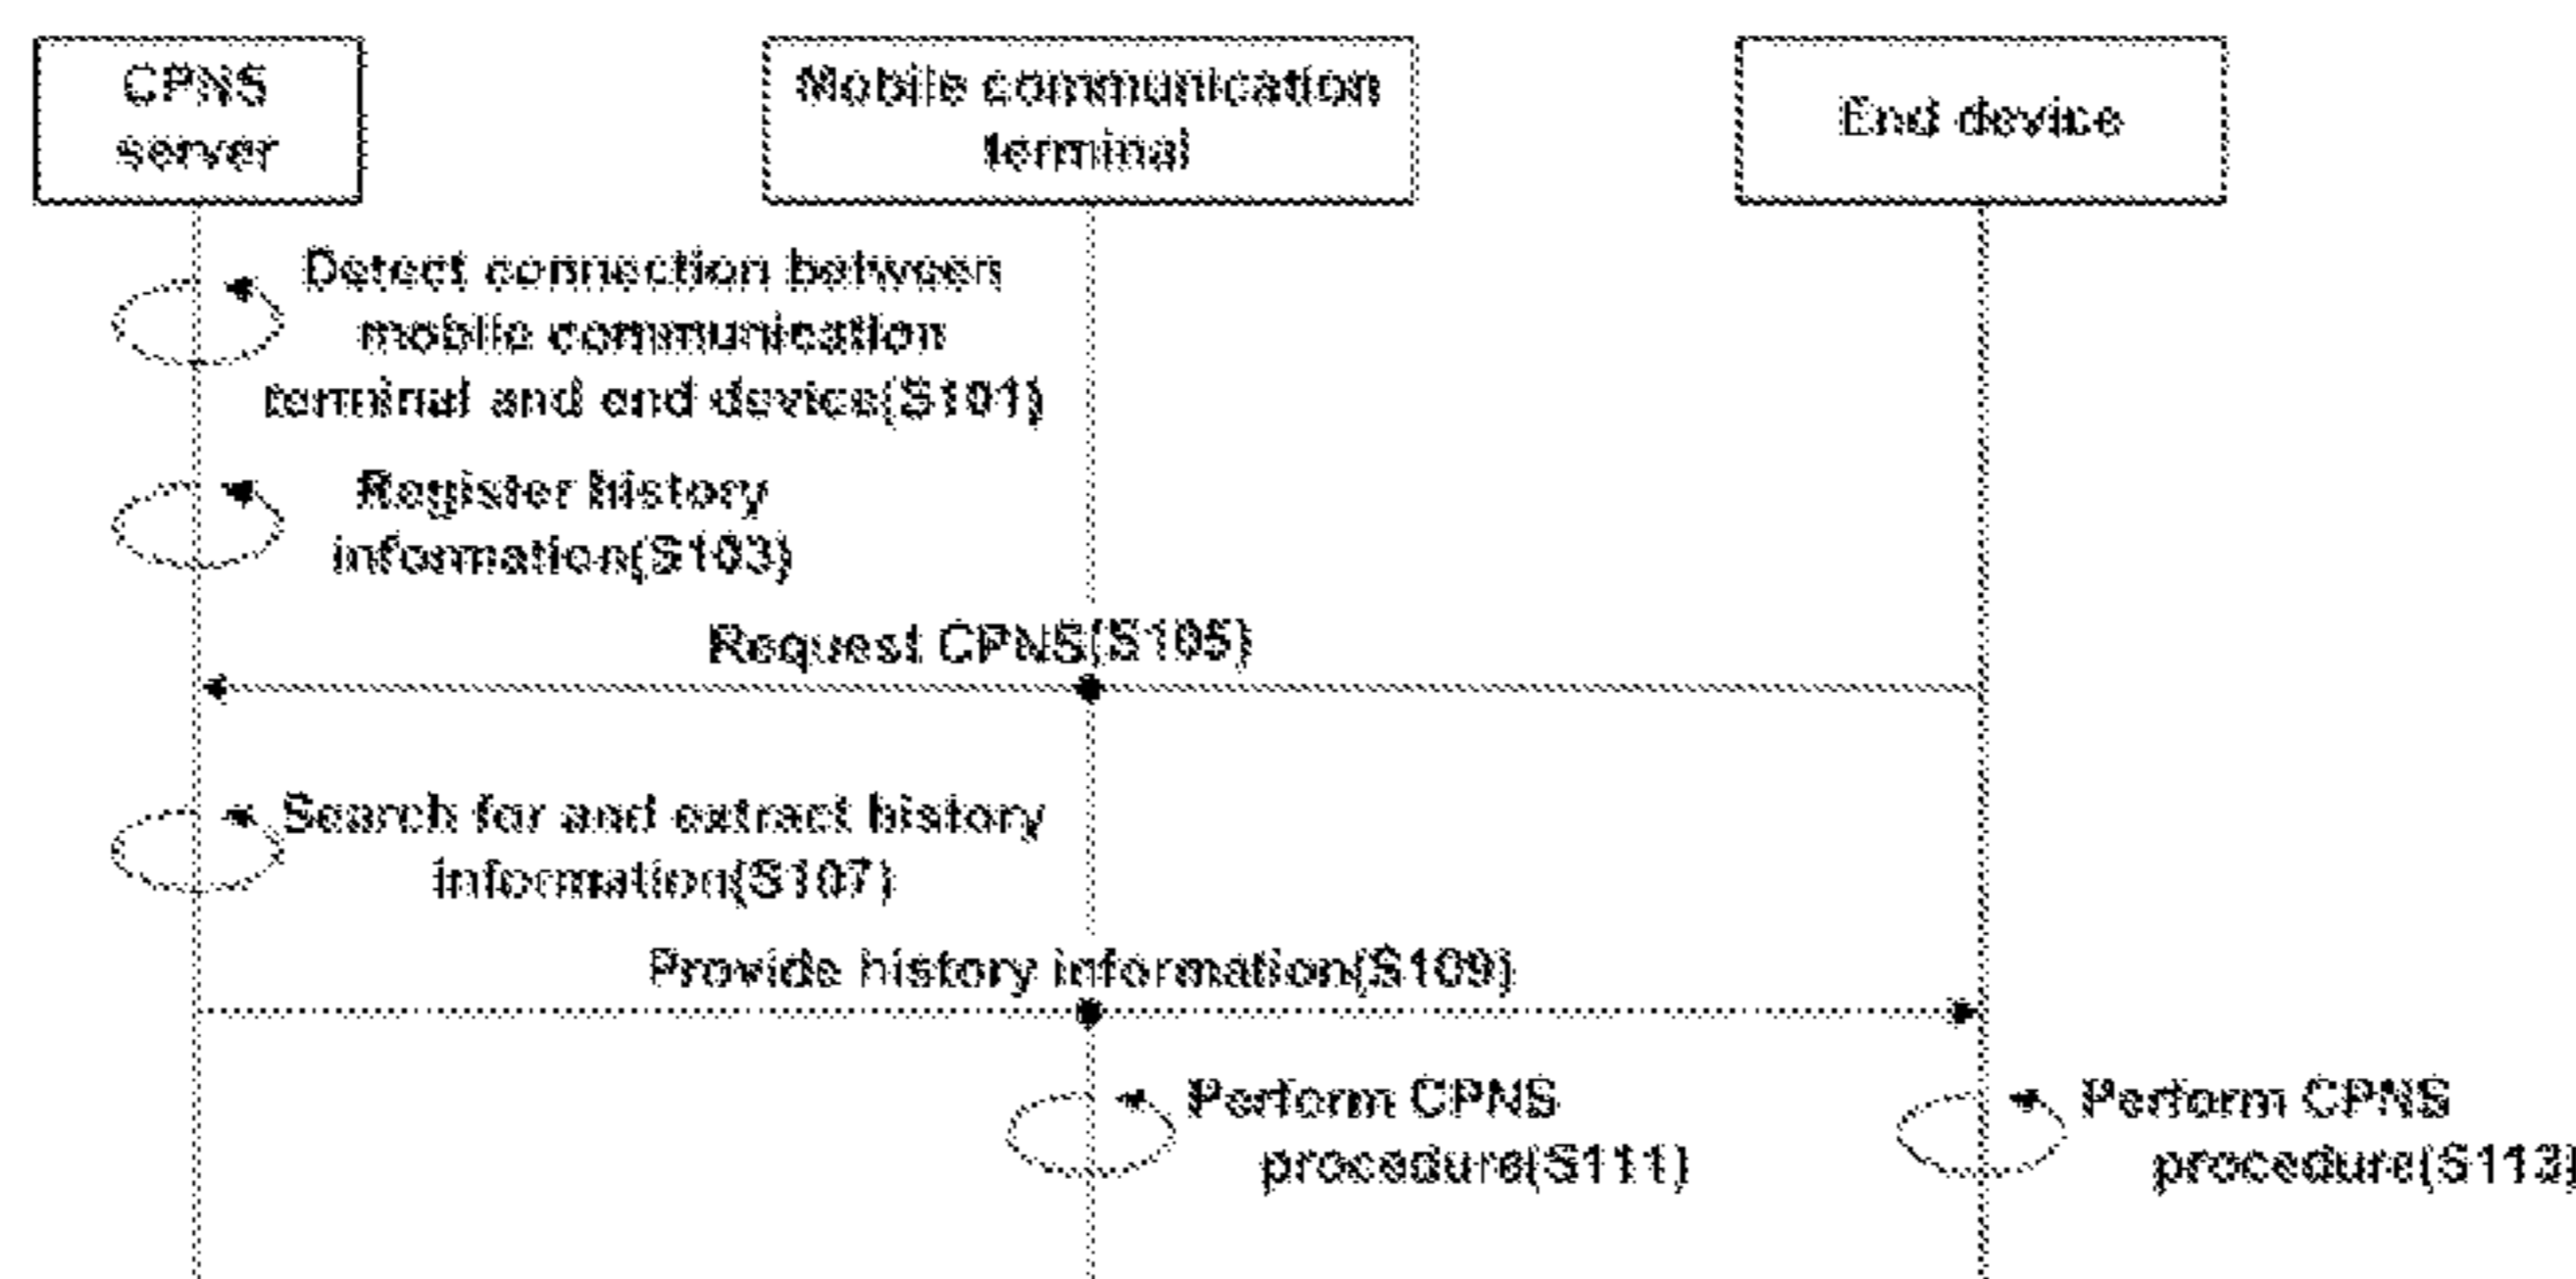 CPNS
server
Mobile communication
terminal
End device
Detect connection between
mobile communication
terminal and end device(S101)
Register history
information(S103)
Request CPNS(S105)
Search for and extract history
information(S107)
Provide history information(S109)
Perform CPNS
procedure(S111)
Perform CPNS
procedure(S113)